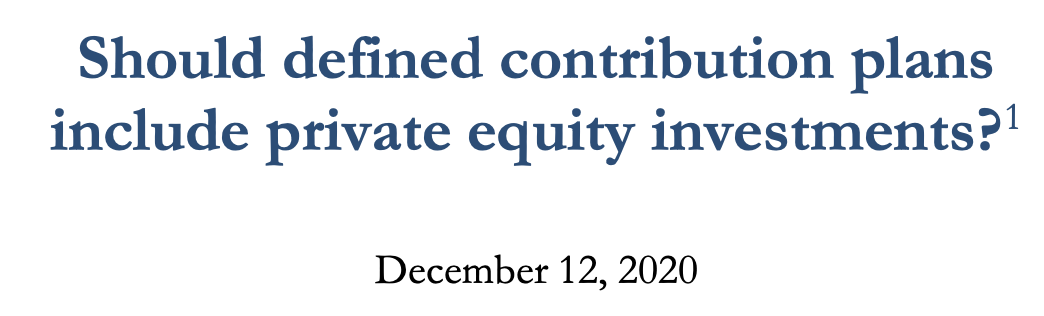 Should defined contribution plans
include private equity investments?1
December 12, 2020